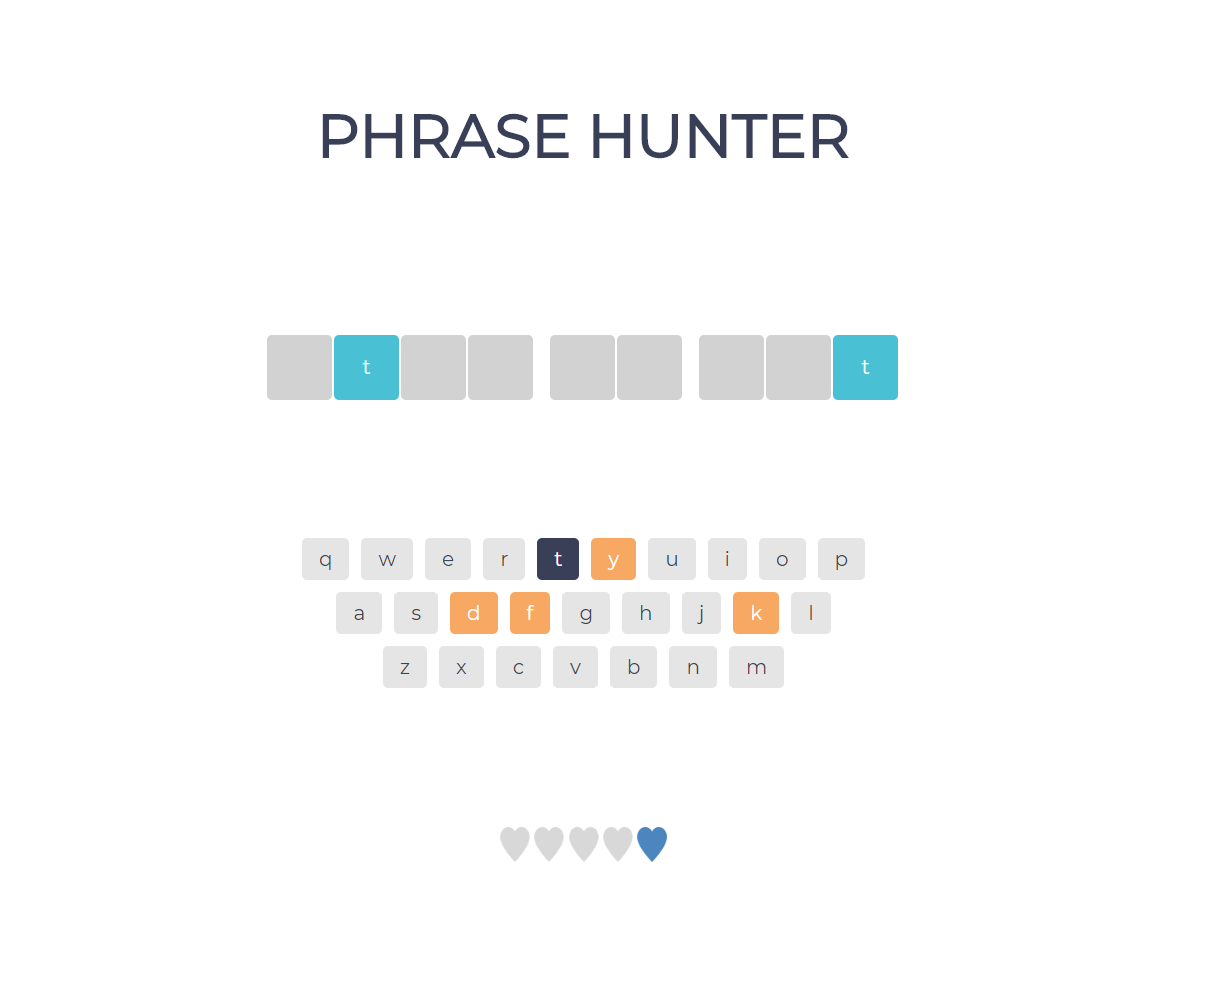 PHRASE HUNTER
t t
q w e r t y u i o p
a s d f g h j k l
z x c v b n m